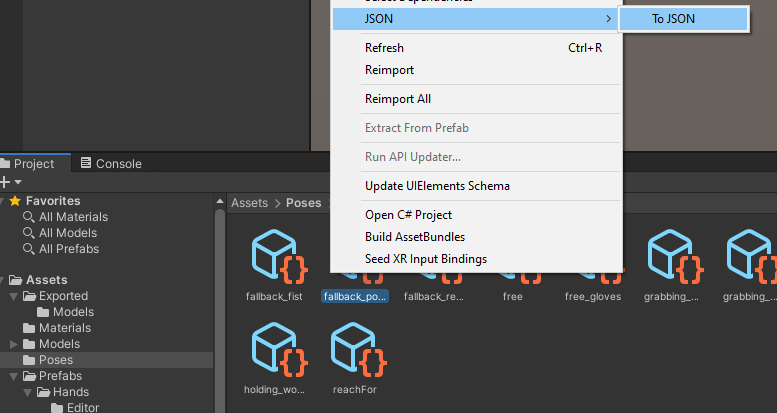 JSON
To JSON
Refresh Ctrl+R
Reimport
Reimport All
Extract From Prefab
Run API Updater...
Update UIElements Schema
Open C# Project
Build AssetBundles
Seed XR Input Bindings
Project
Console
Favorites
All Materials
All Models
All Prefabs
Assets
Exported
Models
Materials
Models
Poses
Prefabs
Hands
Editor
Assets > Poses
fallback_fist
fallback_po...
fallback_re...
free
free_gloves
grabbing_...
grabbing_...
holding_wo...
reachFor